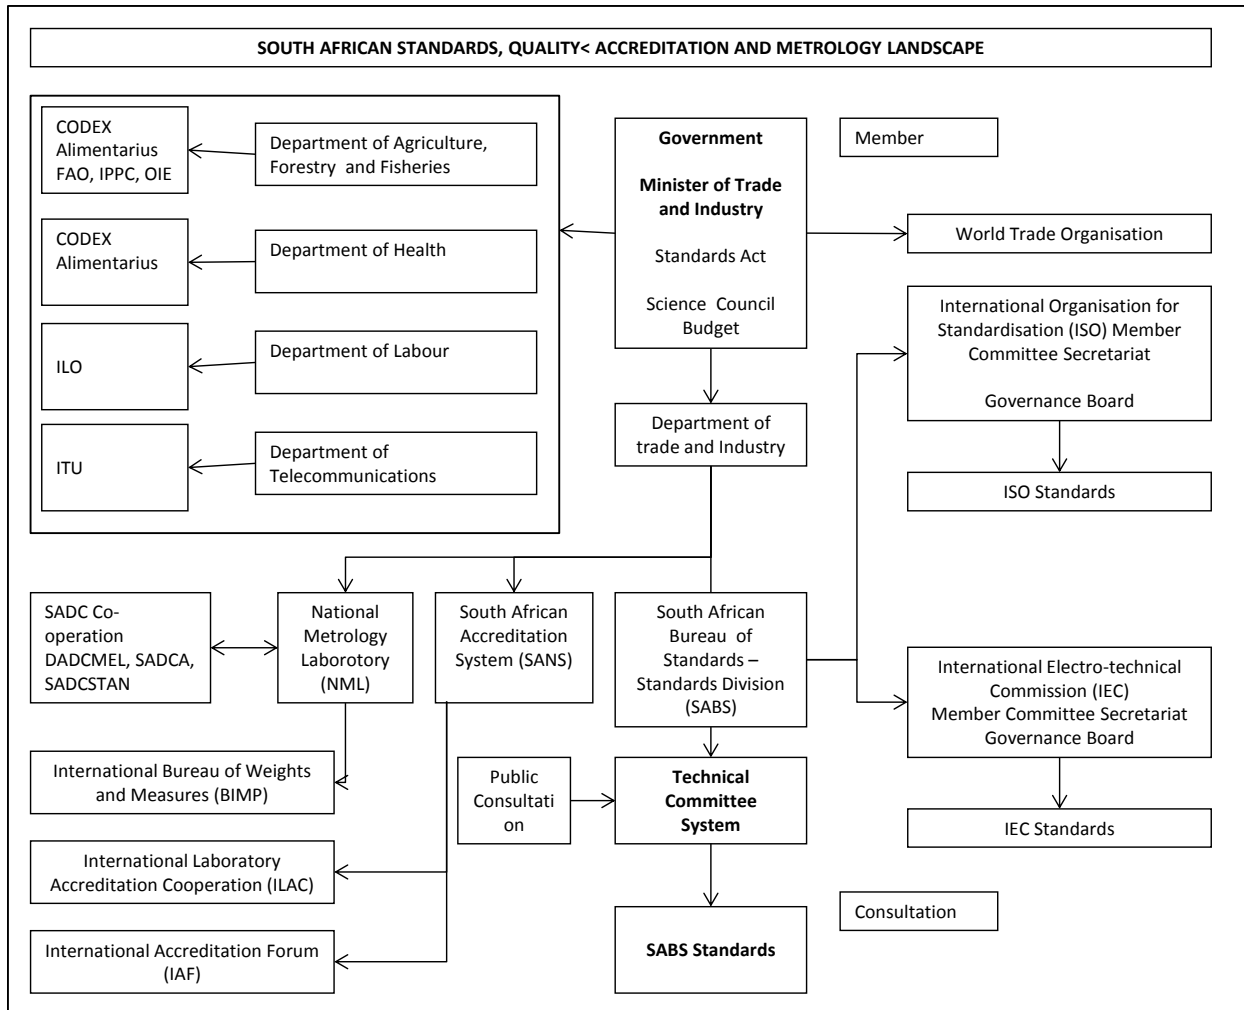 SOUTH AFRICAN STANDARDS, QUALITY< ACCREDITATION AND METROLOGY LANDSCAPE
CODEX
Alimentarius
FAO, IPPC, OIE
Department of Agriculture,
Forestry and Fisheries
CODEX
Alimentarius
Department of Health
ILO
Department of Labour
ITU
Department of
Telecommunications
Government
Minister of Trade
and Industry
Standards Act
Science Council
Budget
Member
World Trade Organisation
International Organisation for
Standardisation (ISO) Member
Committee Secretariat
Governance Board
ISO Standards
Department of
trade and Industry
SADC Co-
operation
DADCMEL, SADCA,
SADCSTAN
National
Metrology
Laborotory
(NML)
South African
Accreditation
System (SANS)
South African
Bureau of
Standards –
Standards Division
(SABS)
International Electro-technical
Commission (IEC)
Member Committee Secretariat
Governance Board
IEC Standards
International Bureau of Weights
and Measures (BIMP)
Public
Consultati
on
Technical
Committee
System
International Laboratory
Accreditation Cooperation (ILAC)
Consultation
International Accreditation Forum
(IAF)
SABS Standards